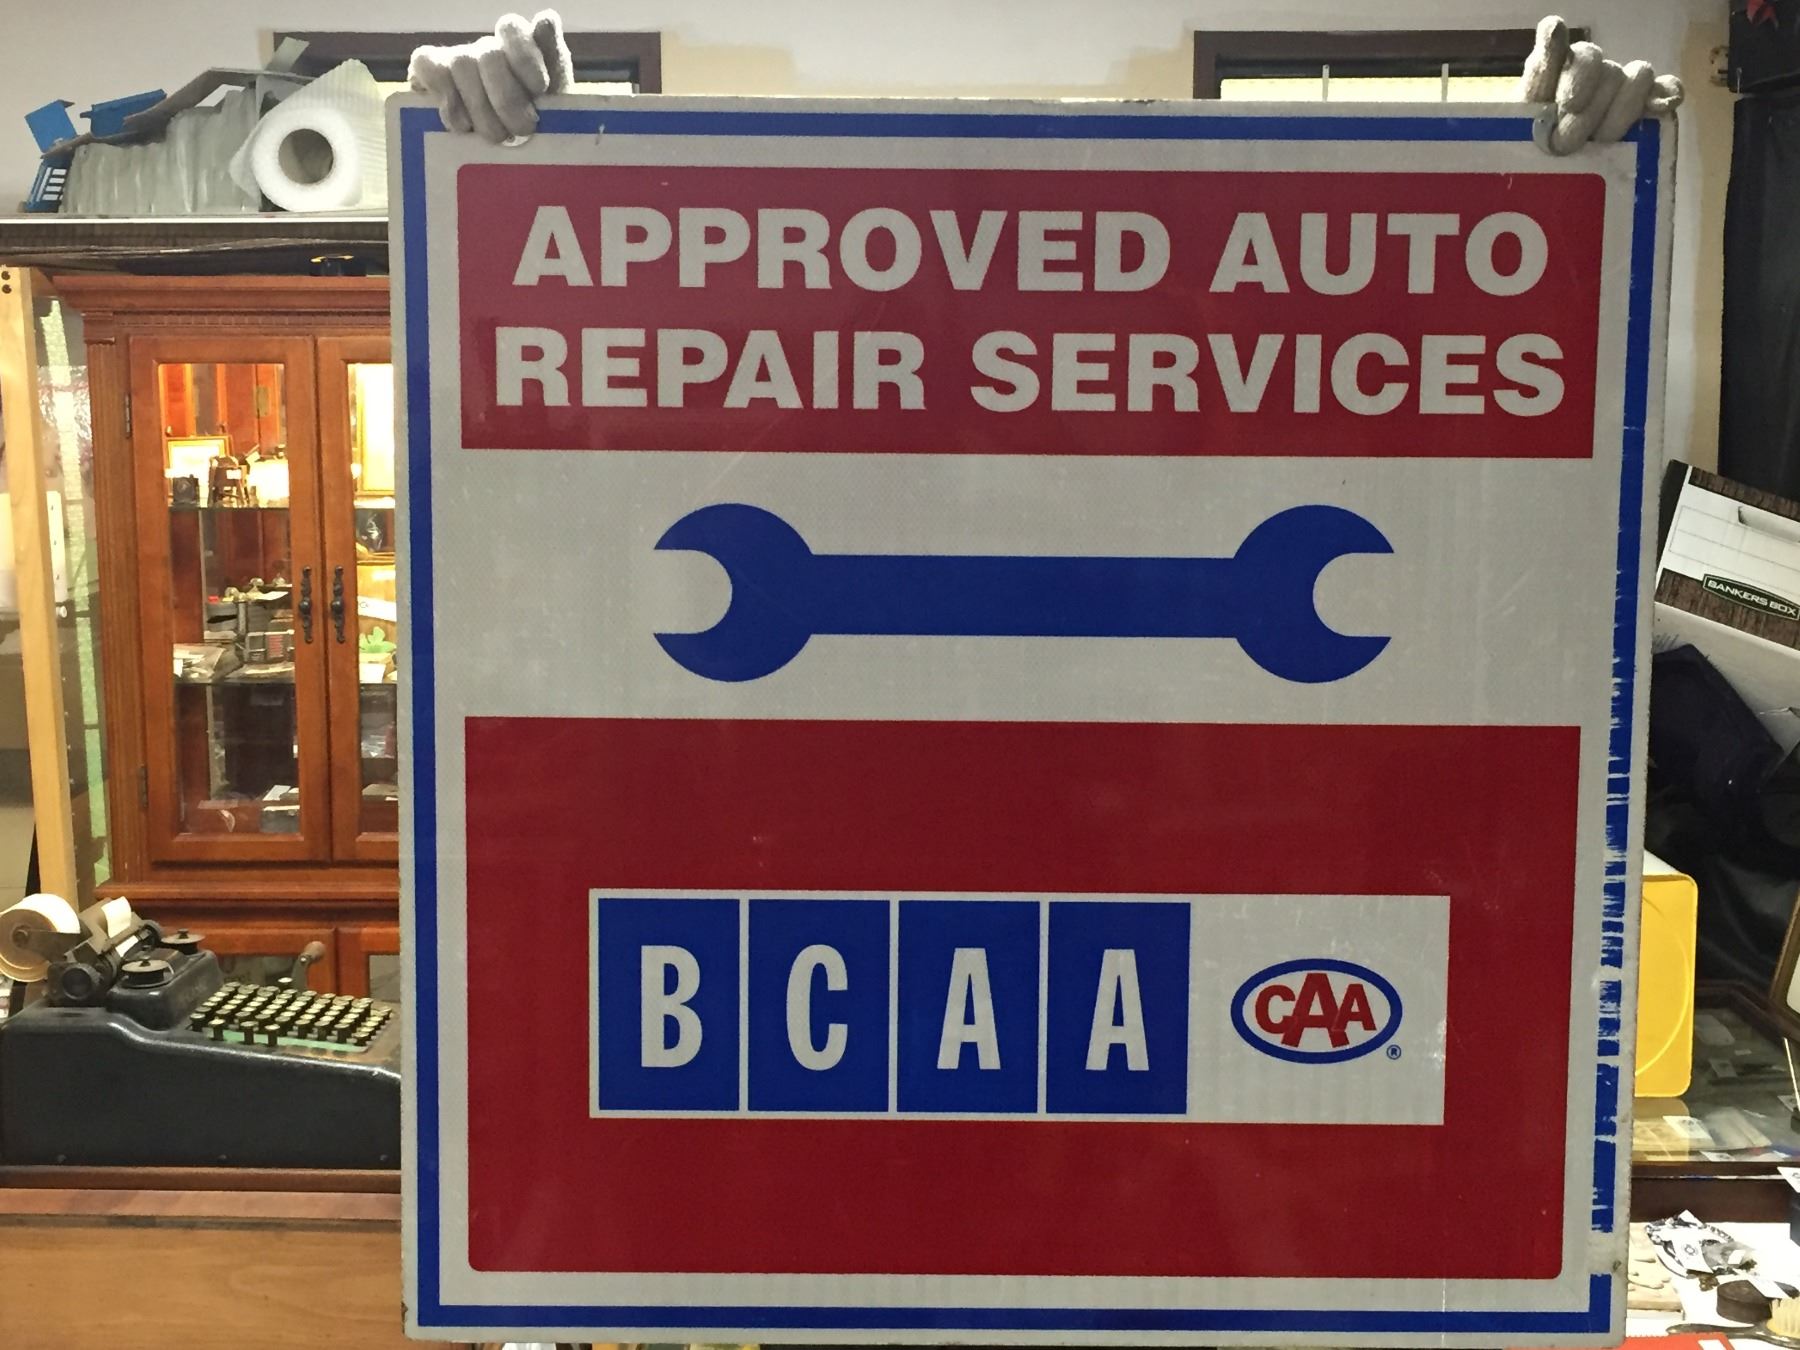 APPROVED AUTO
REPAIR SERVICES
BANKERS BOX
BCAA
CAA®